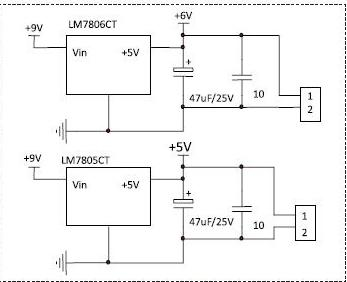 +6V
+9V LM7806CT
Vin +5V
+
47uF/25V 10
1
2
+5V
+9V LM7805CT
Vin +5V
+
47uF/25V 10
1
2